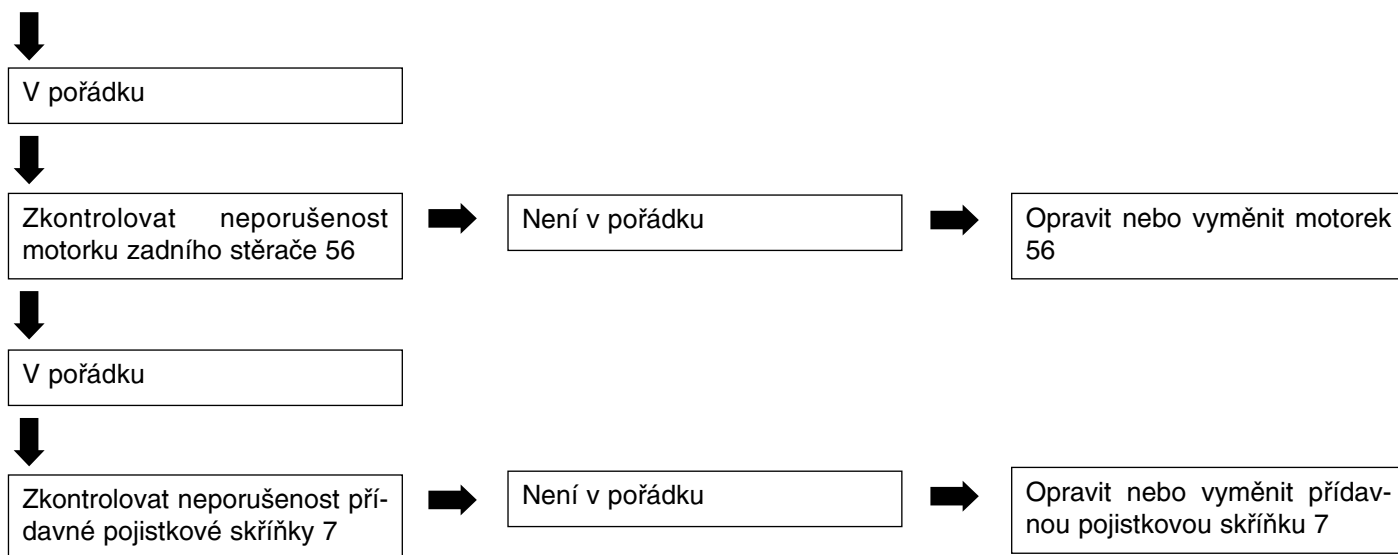 V pořádku
Zkontrolovat neporušenost
motorku zadního stěrače 56
Není v pořádku
Opravit nebo vyměnit motorek
56
V pořádku
Zkontrolovat neporušenost pří-
davné pojistkové skříňky 7
Není v pořádku
Opravit nebo vyměnit přídav-
nou pojistkovou skříňku 7